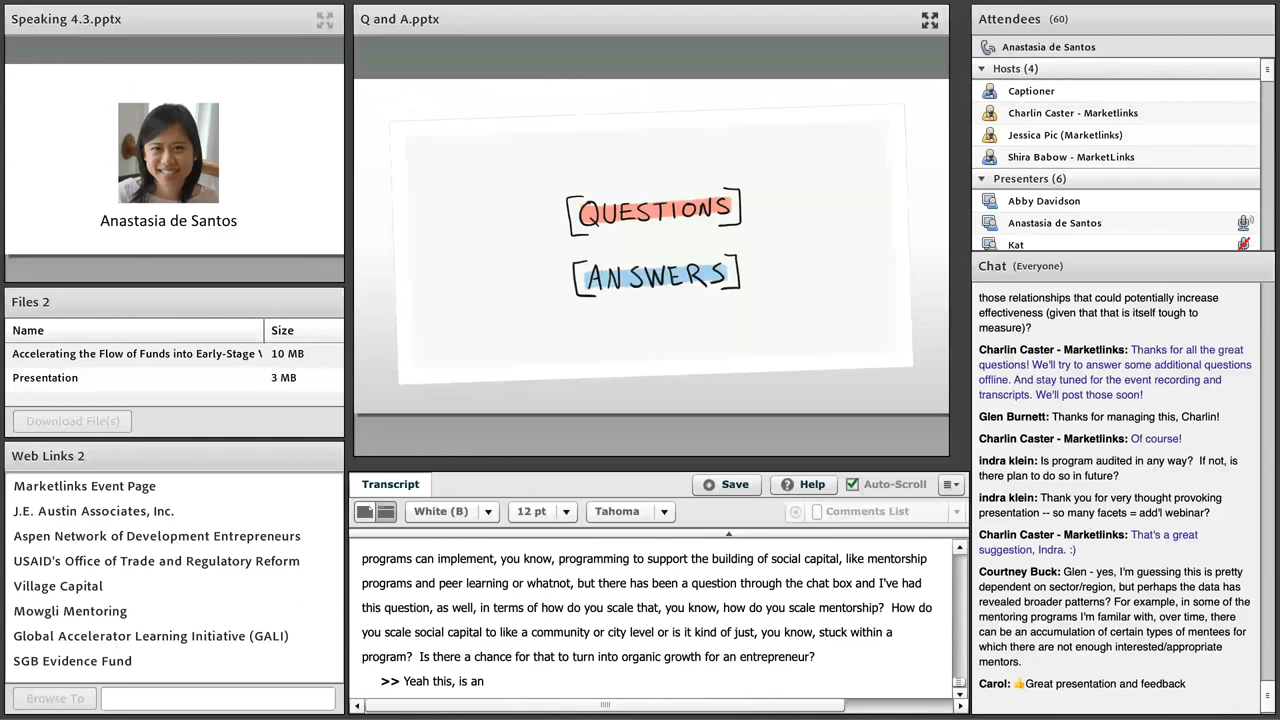 Speaking 4.3.pptx
Anastasia de Santos
Files 2
Name Size
Accelerating the Flow of Funds into Early-Stage V 10 MB
Presentation 3 MB
Download File(s)
Web Links 2
Marketlinks Event Page
J.E. Austin Associates, Inc.
Aspen Network of Development Entrepreneurs
USAID's Office of Trade and Regulatory Reform
Village Capital
Mowgli Mentoring
Global Accelerator Learning Initiative (GALI)
SGB Evidence Fund
Browse To
Q and A.pptx
[QUESTIONS]
[ANSWERS]
Transcript Save Help Auto-Scroll
White (B) 12 pt Tahoma Comments List
programs can implement, you know, programming to support the building of social capital, like mentorship
programs and peer learning or whatnot, but there has been a question through the chat box and I've had
this question, as well, in terms of how do you scale that, you know, how do you scale mentorship?  How do
you scale social capital to like a community or city level or is it kind of just, you know, stuck within a
program?  Is there a chance for that to turn into organic growth for an entrepreneur?
>> Yeah this, is an
Attendees (60)
Anastasia de Santos
Hosts (4)
Captioner
Charlin Caster - Marketlinks
Jessica Pic (Marketlinks)
Shira Babow - MarketLinks
Presenters (6)
Abby Davidson
Anastasia de Santos
Kat
Chat (Everyone)
those relationships that could potentially increase
effectiveness (given that that is itself tough to
measure)?
Charlin Caster - Marketlinks: Thanks for all the great
questions! We'll try to answer some additional questions
offline. And stay tuned for the event recording and
transcripts. We'll post those soon!
Glen Burnett: Thanks for managing this, Charlin!
Charlin Caster - Marketlinks: Of course!
indra klein: Is program audited in any way?  If not, is
there plan to do so in future?
indra klein: Thank you for very thought provoking
presentation -- so many facets = add'l webinar?
Charlin Caster - Marketlinks: That's a great
suggestion, Indra. :)
Courtney Buck: Glen - yes, I'm guessing this is pretty
dependent on sector/region, but perhaps the data has
revealed broader patterns? For example, in some of the
mentoring programs I'm familar with, over time, there
can be an accumulation of certain types of mentees for
which there are not enough interested/appropriate
mentors.
Carol: 👍Great presentation and feedback